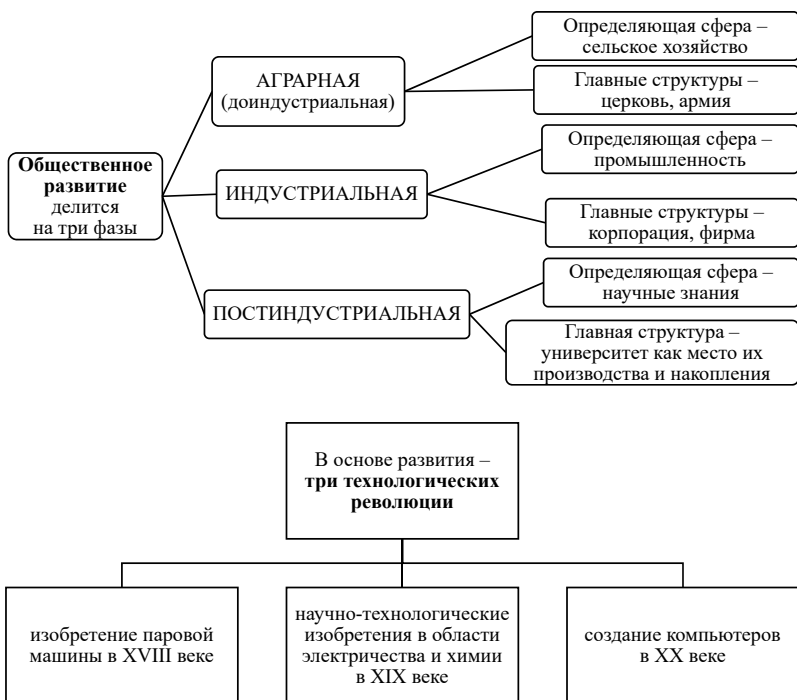 Общественное
развитие
делится
на три фазы
АГРАРНАЯ
(доиндустриальная)
Определяющая сфера –
сельское хозяйство
Главные структуры –
церковь, армия
ИНДУСТРИАЛЬНАЯ
Определяющая сфера –
промышленность
Главные структуры –
корпорация, фирма
ПОСТИНДУСТРИАЛЬНАЯ
Определяющая сфера –
научные знания
Главная структура –
университет как место их
производства и накопления
В основе развития –
три технологических
революции
изобретение паровой
машины в XVIII веке
научно-технологические
изобретения в области
электричества и химии
в XIX веке
создание компьютеров
в XX веке